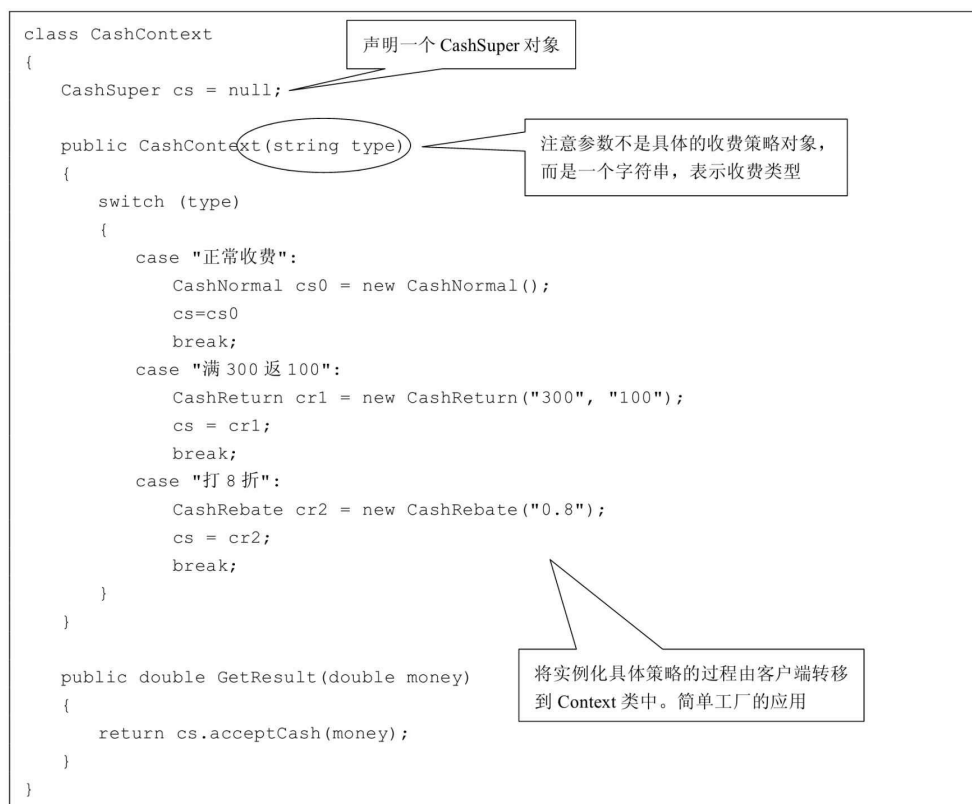 class CashContext
声明一个 CashSuper 对象
{
CashSuper cs = null;
public CashContext(string type)
注意参数不是具体的收费策略对象，
而是一个字符串，表示收费类型
{
switch (type)
{
case "正常收费":
CashNormal cs0 = new CashNormal();
cs=cs0
break;
case "满 300 返 100":
CashReturn cr1 = new CashReturn("300", "100");
cs = cr1;
break;
case "打 8 折":
CashRebate cr2 = new CashRebate("0.8");
cs = cr2;
break;
}
}
将实例化具体策略的过程由客户端转移
到 Context 类中。简单工厂的应用
public double GetResult(double money)
{
return cs.acceptCash(money);
}
}